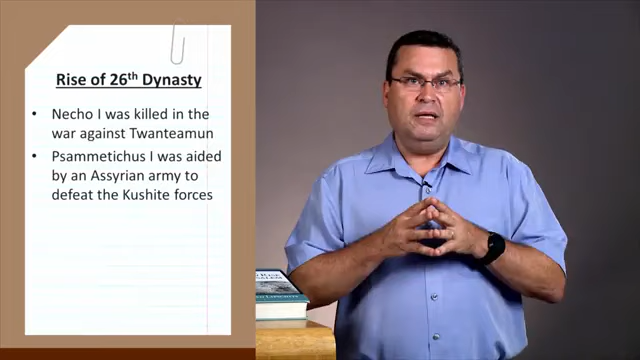 Rise of 26th Dynasty
• Necho I was killed in the
war against Twanteamun
• Psammetichus I was aided
by an Assyrian army to
defeat the Kushite forces